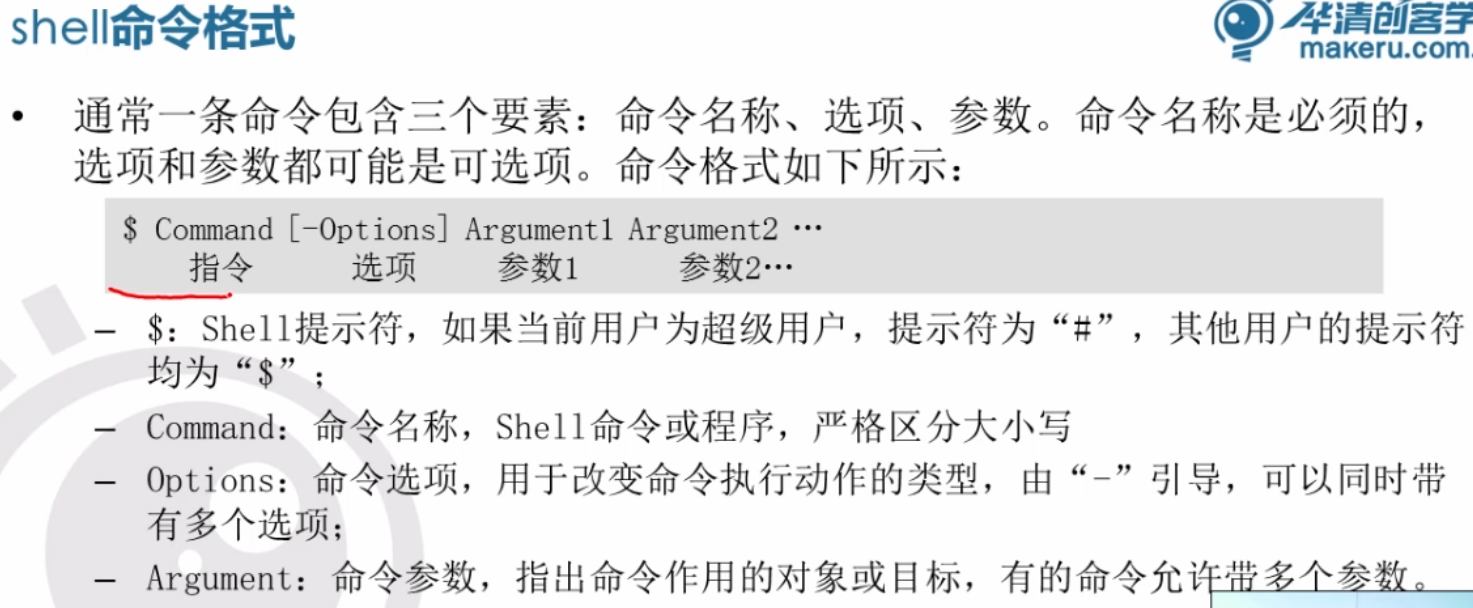 shell命令格式
华清创客学
makeru.com.
• 通常一条命令包含三个要素：命令名称、选项、参数。命令名称是必须的，
选项和参数都可能是可选项。命令格式如下所示：
$ Command [-Options] Argument1 Argument2 …
指令 选项 参数1 参数2…
– $：Shell提示符，如果当前用户为超级用户，提示符为“#”，其他用户的提示符
均为“$”；
– Command：命令名称，Shell命令或程序，严格区分大小写
– Options：命令选项，用于改变命令执行动作的类型，由“-”引导，可以同时带
有多个选项；
– Argument：命令参数，指出命令作用的对象或目标，有的命令允许带多个参数。